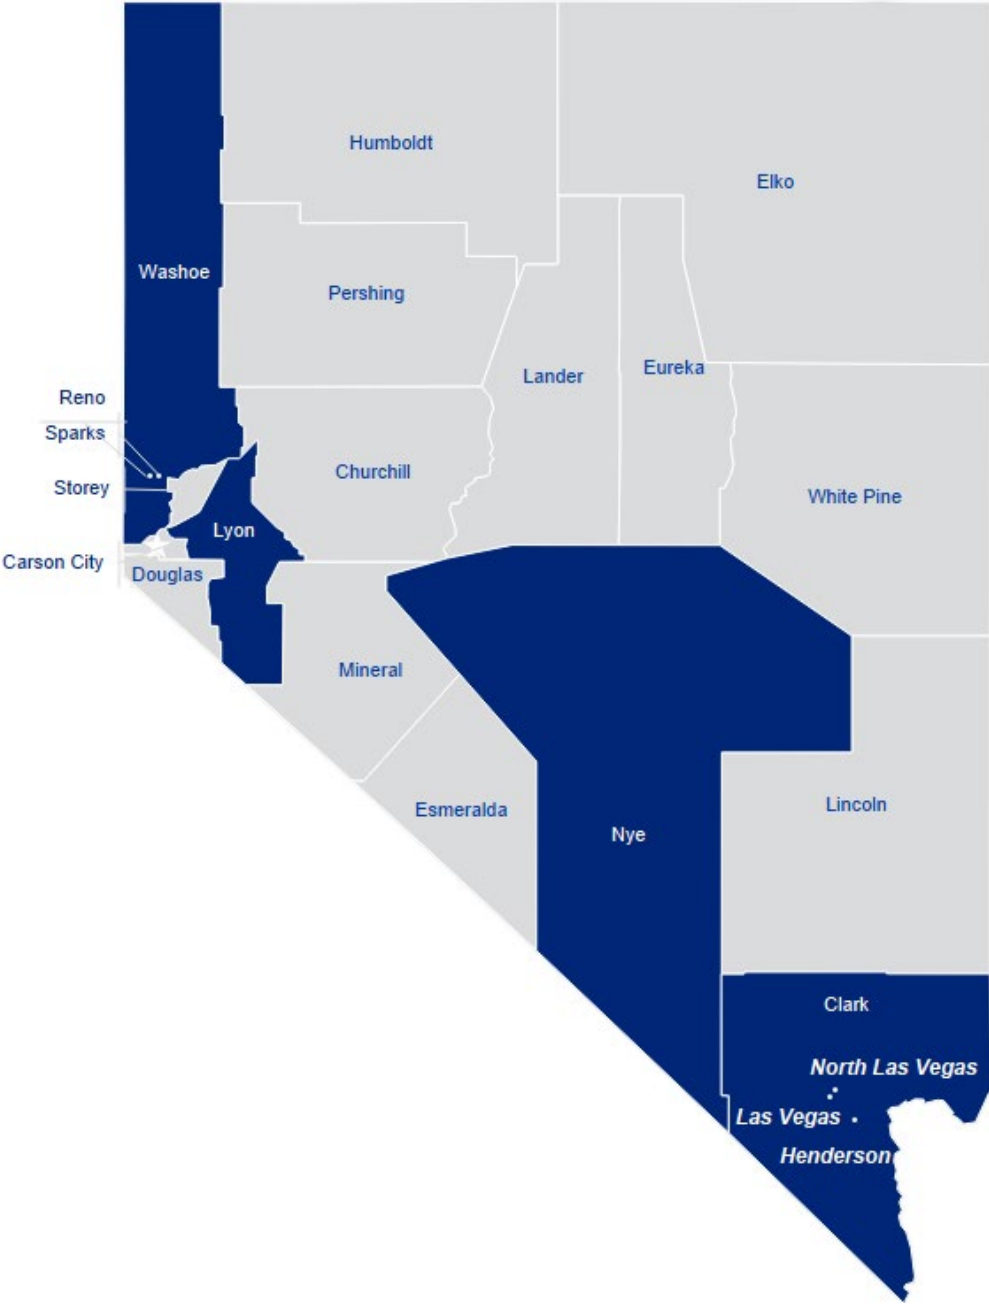 Humboldt
Elko
Washoe
Pershing
Eureka
Lander
Reno
Sparks
Churchill
Storey
White Pine
Lyon
Carson City
Douglas
Mineral
Lincoln
Esmeralda
Nye
Clark
North Las Vegas
Las Vegas
Henderson